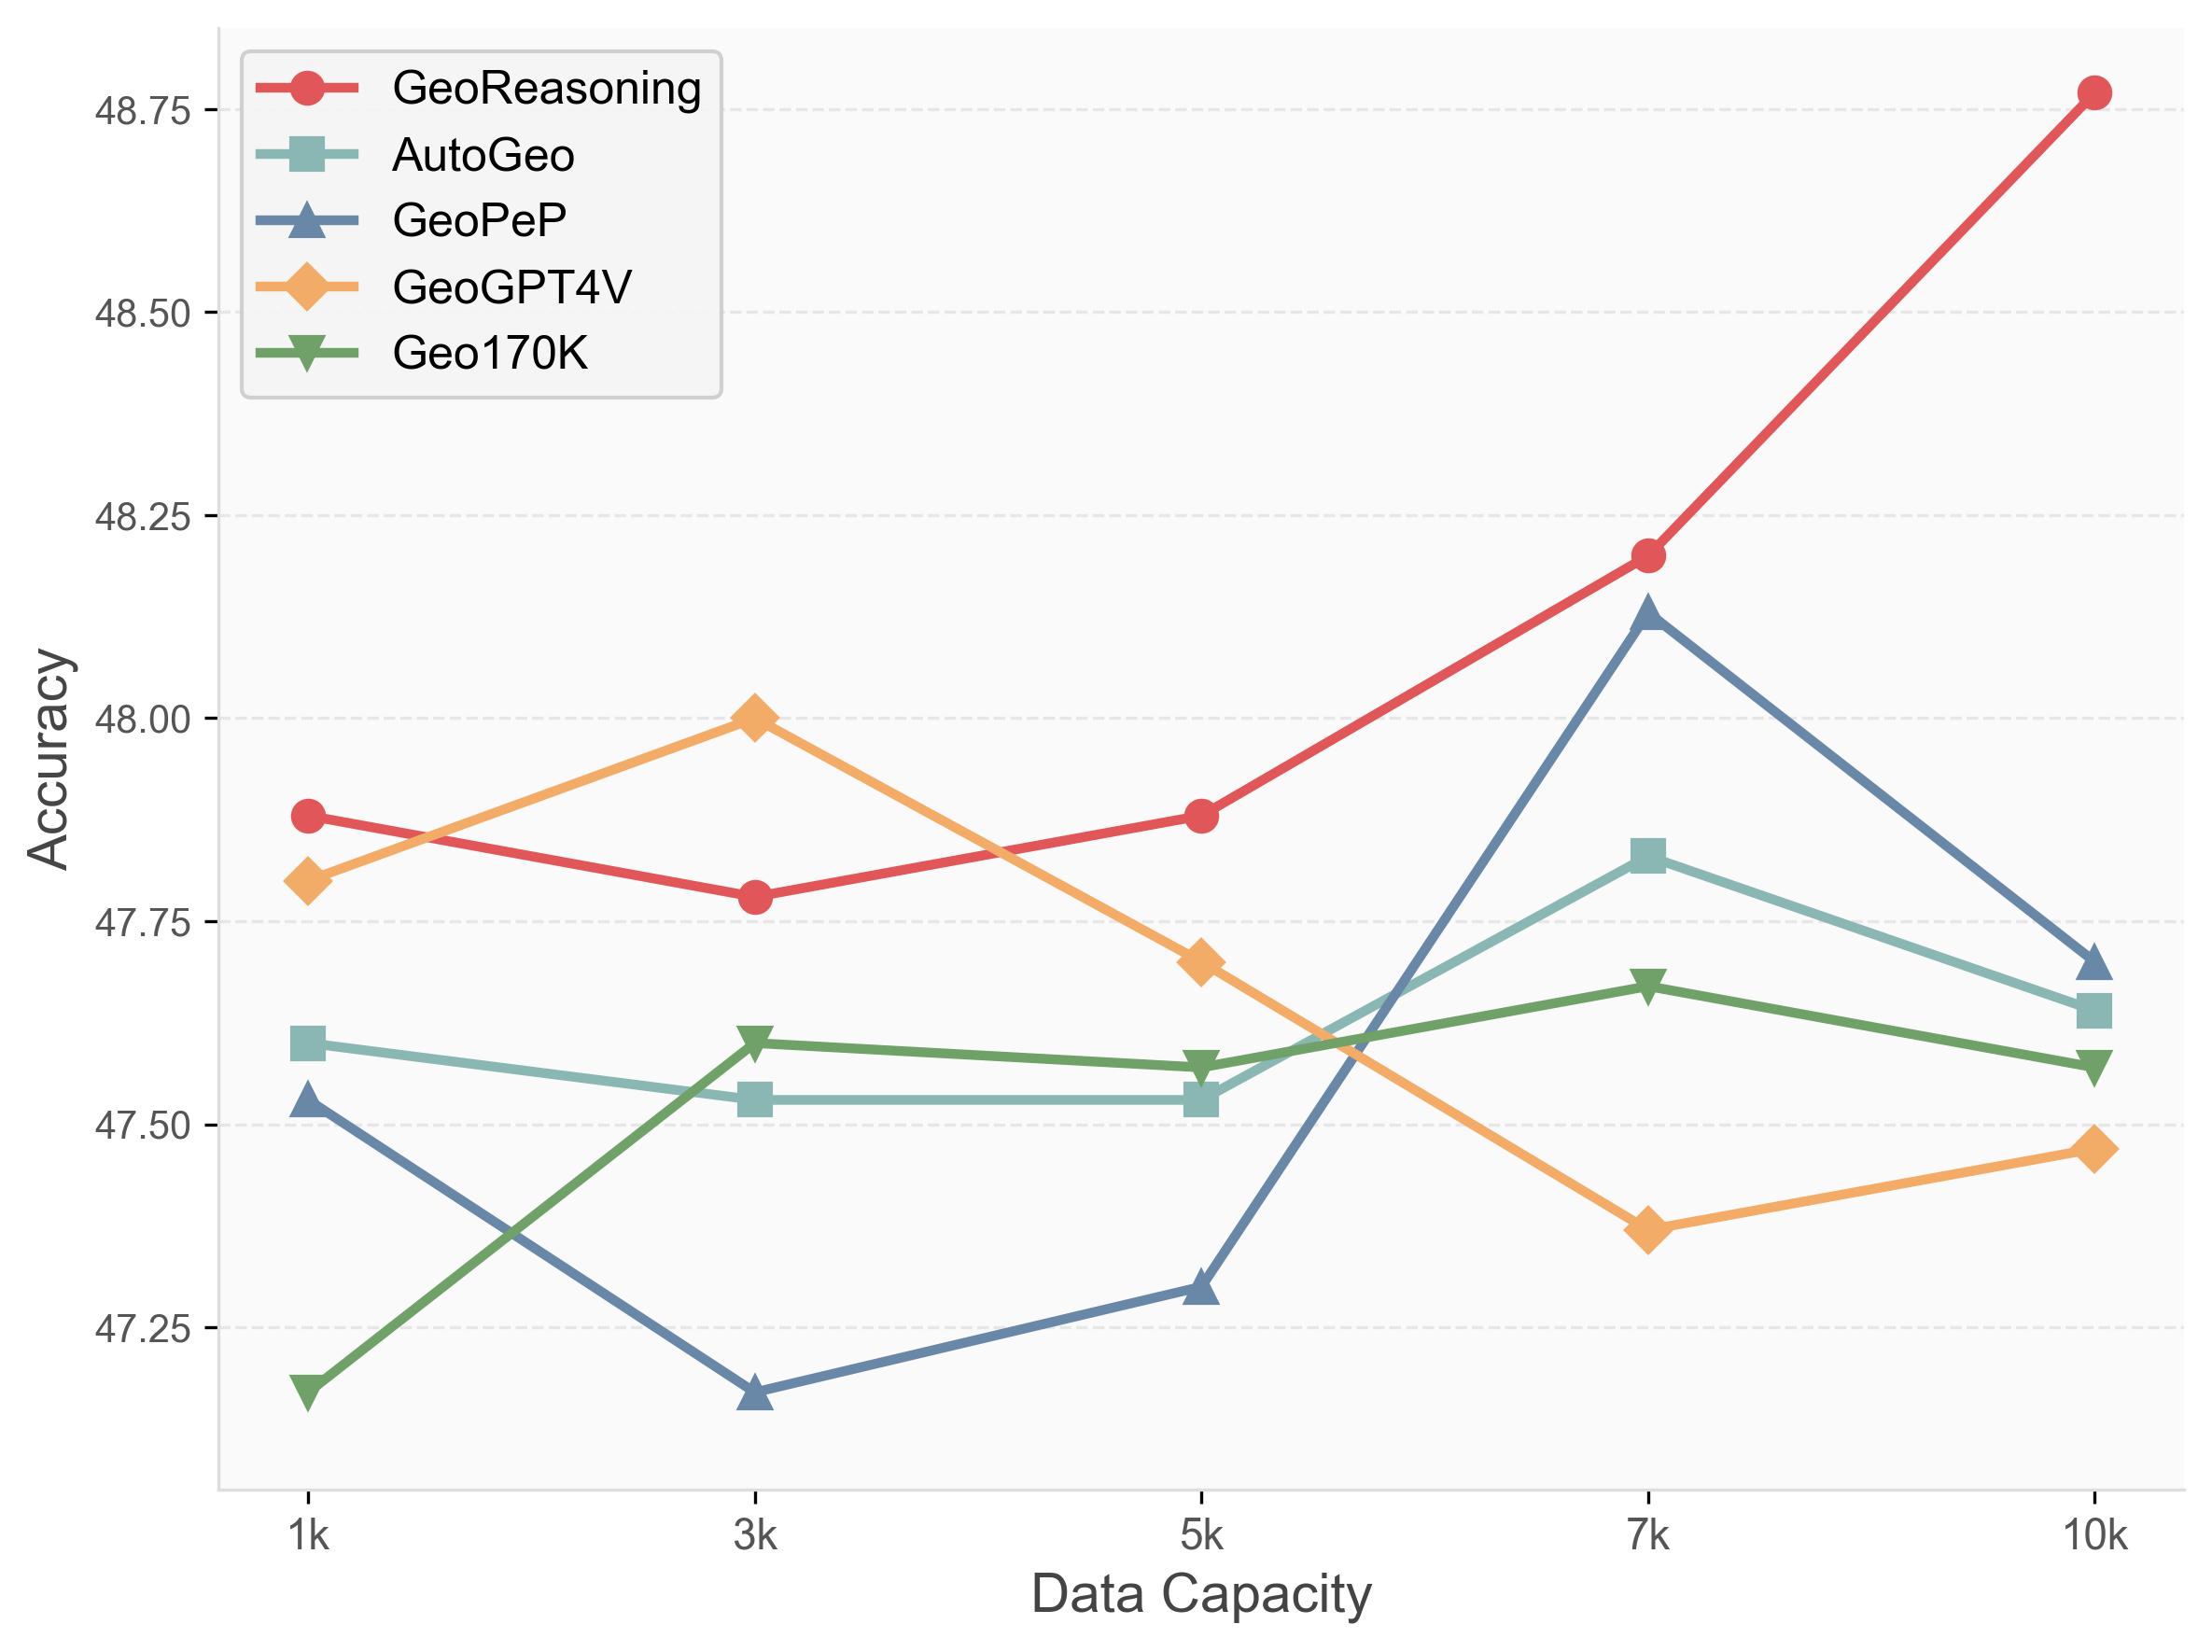 GeoReasoning
AutoGeo
GeoPeP
GeoGPT4V
Geo170K
48.75
48.50
48.25
48.00
47.75
47.50
47.25
Accuracy
1k 3k 5k 7k 10k
Data Capacity